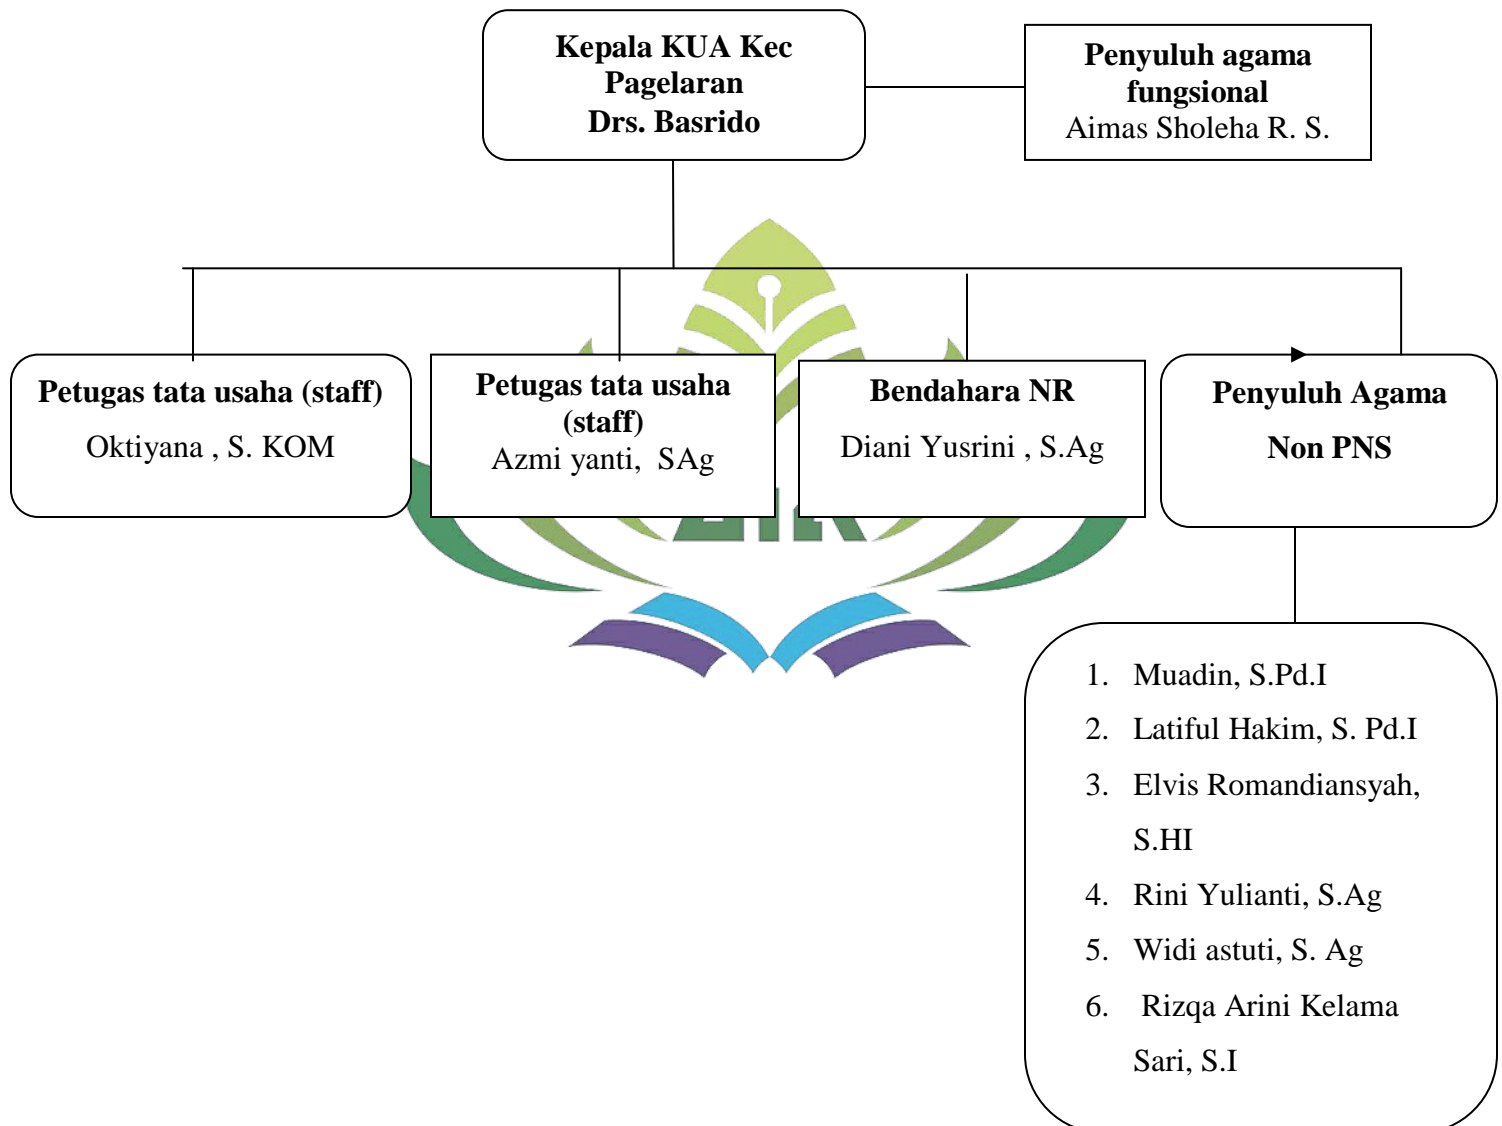 Kepala KUA Kec
Pagelaran
Drs. Basrido
Penyuluh agama
fungsional
Aimas Sholeha R. S.
Petugas tata usaha (staff)
Oktiyana , S. KOM
Petugas tata usaha
(staff)
Azmi yanti,  SAg
Bendahara NR
Diani Yusrini , S.Ag
Penyuluh Agama
Non PNS
1. Muadin, S.Pd.I
2. Latiful Hakim, S. Pd.I
3. Elvis Romandiansyah,
S.HI
4. Rini Yulianti, S.Ag
5. Widi astuti, S. Ag
6. Rizqa Arini Kelama
Sari, S.I